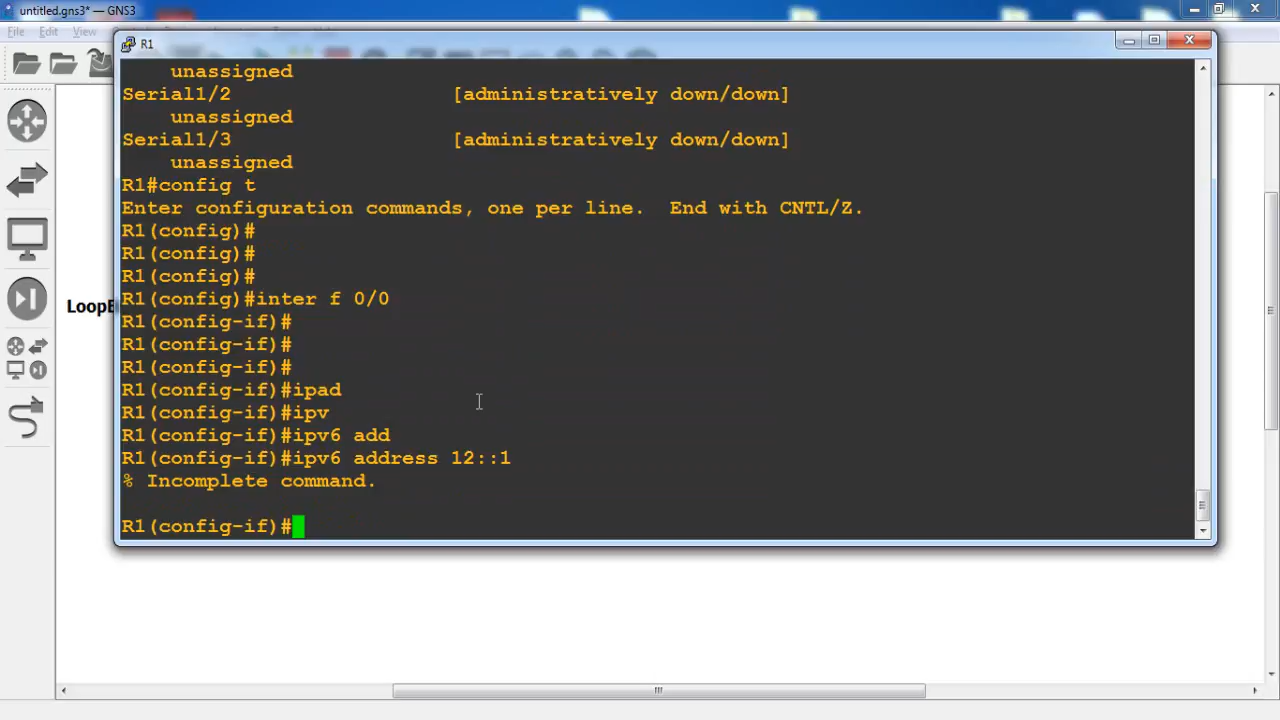 untitled.gns3* — GNS3
File Edit View
R1
unassigned
Serial1/2 [administratively down/down]
unassigned
Serial1/3 [administratively down/down]
unassigned
R1#config t
Enter configuration commands, one per line. End with CNTL/Z.
R1(config)#
R1(config)#
R1(config)#
R1(config)#inter f 0/0
R1(config-if)#
R1(config-if)#
R1(config-if)#
R1(config-if)#ipad
R1(config-if)#ipv
R1(config-if)#ipv6 add
R1(config-if)#ipv6 address 12::1
% Incomplete command.
R1(config-if)#